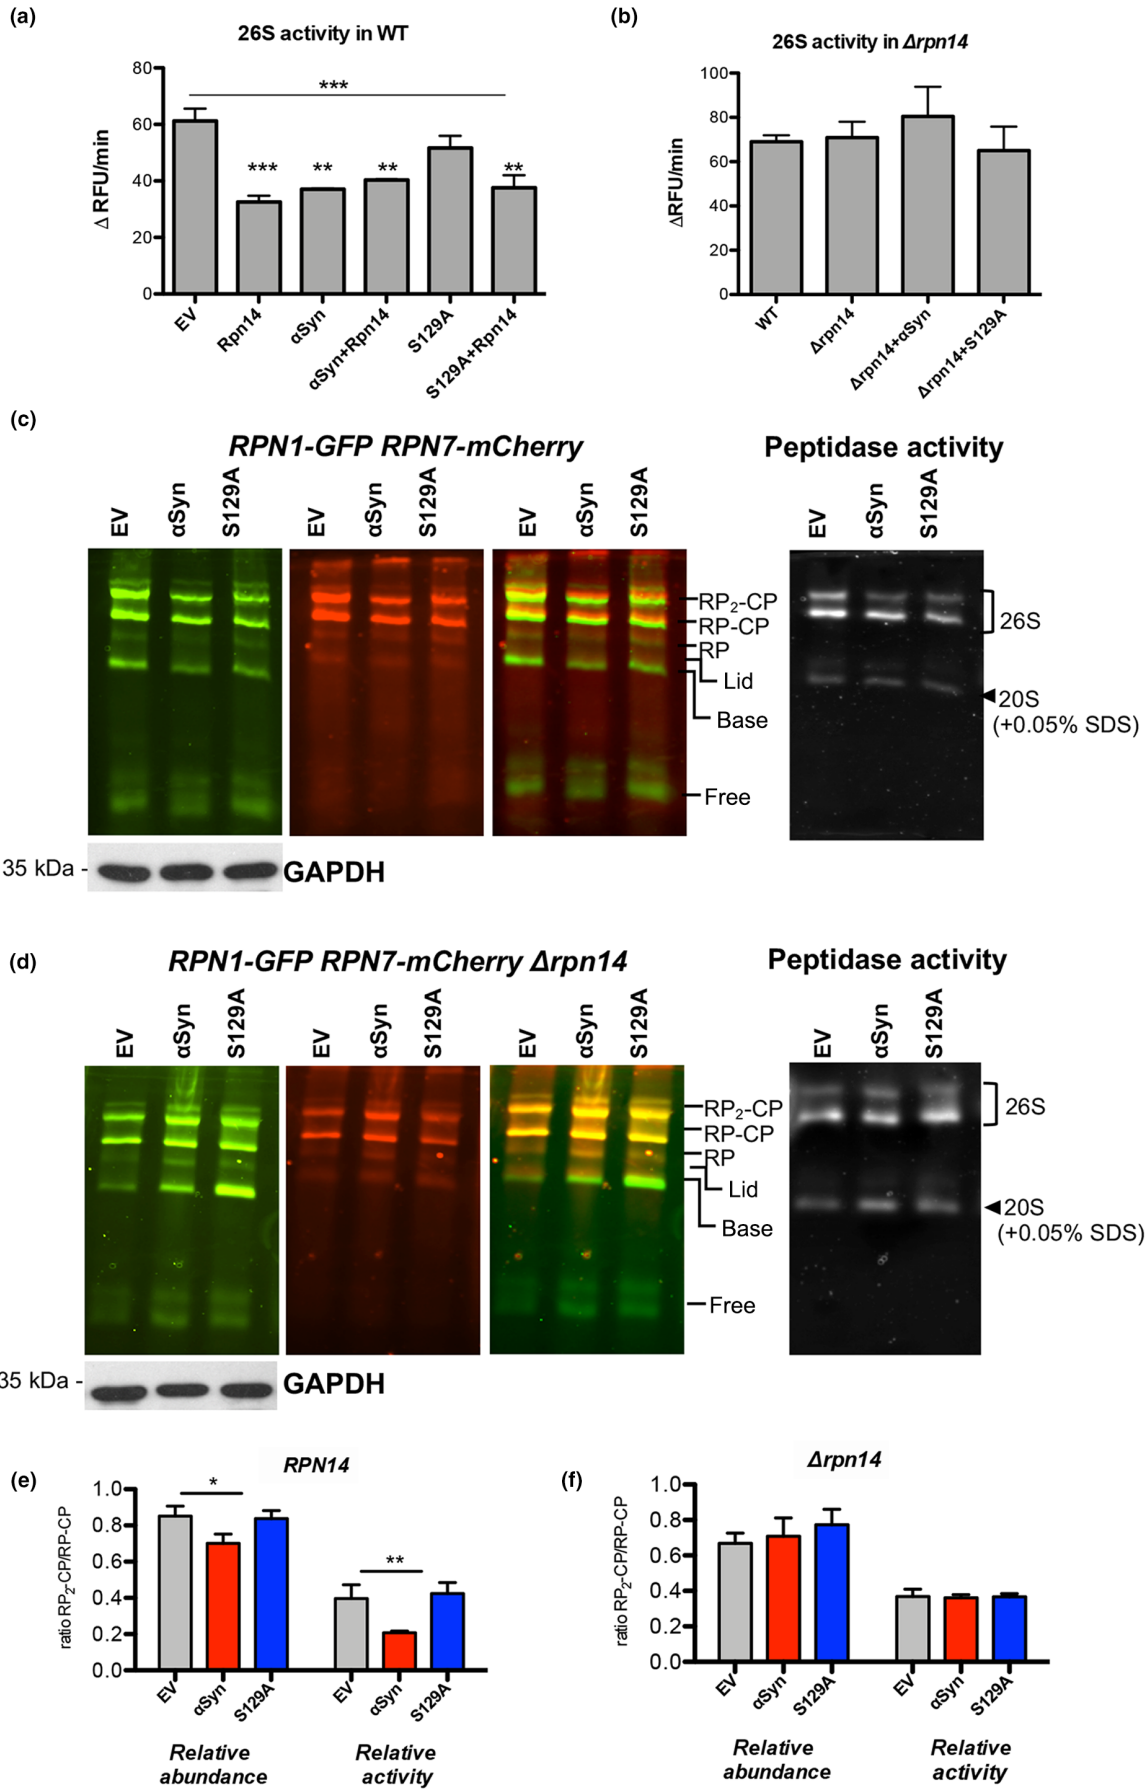 (a)
26S activity in WT
Δ RFU/min
80
60
40
20
0
***
***
**
**
**
EV
Rpn14
αSyn
αSyn+Rpn14
S129A
S129A+Rpn14
(b)
26S activity in Δrpn14
ΔRFU/min
100
80
60
40
20
0
WT
Δrpn14
Δrpn14+αSyn
Δrpn14+S129A
(c)
RPN1-GFP RPN7-mCherry
Peptidase activity
EV αSyn S129A
EV αSyn S129A
EV αSyn S129A
EV αSyn S129A
RP2-CP
RP-CP
RP
Lid
Base
Free
26S
20S
(+0.05% SDS)
35 kDa -
GAPDH
(d)
RPN1-GFP RPN7-mCherry Δrpn14
Peptidase activity
EV αSyn S129A
EV αSyn S129A
EV αSyn S129A
EV αSyn S129A
RP2-CP
RP-CP
RP
Lid
Base
Free
26S
20S
(+0.05% SDS)
35 kDa -
GAPDH
(e)
RPN14
ratio RP2-CP/RP-CP
1.0
0.8
0.6
0.4
0.2
0.0
*
**
EV
αSyn
S129A
EV
αSyn
S129A
Relative
abundance
Relative
activity
(f)
Δrpn14
ratio RP2-CP/RP-CP
1.0
0.8
0.6
0.4
0.2
0.0
EV
αSyn
S129A
EV
αSyn
S129A
Relative
abundance
Relative
activity